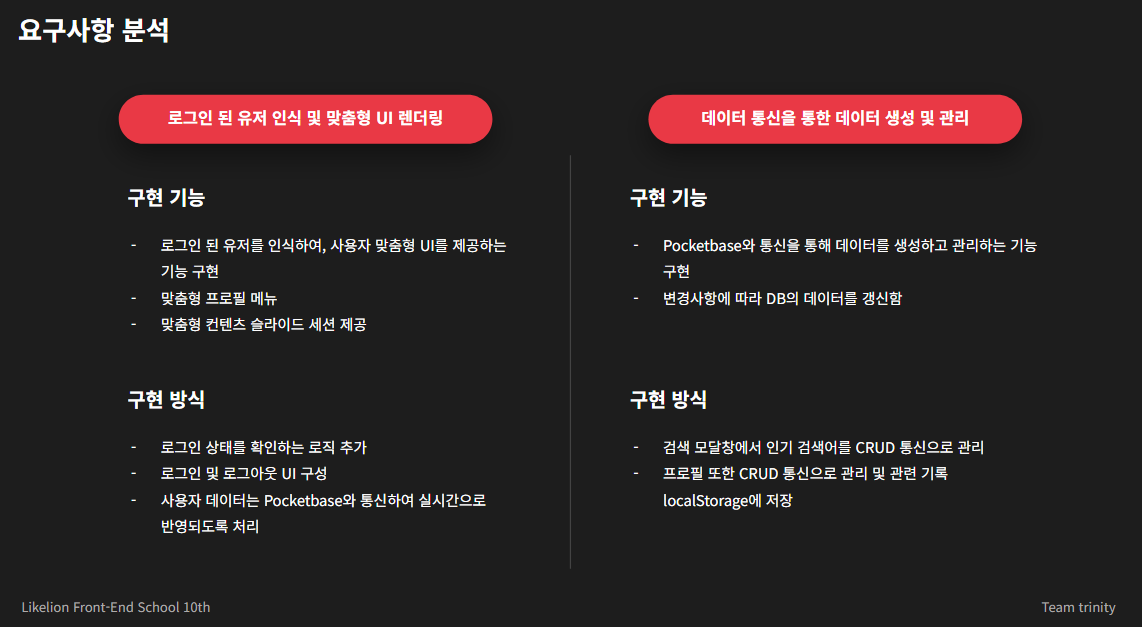 요구사항 분석
로그인 된 유저 인식 및 맞춤형 UI 렌더링
구현 기능
- 로그인 된 유저를 인식하여, 사용자 맞춤형 UI를 제공하는
기능 구현
- 맞춤형 프로필 메뉴
- 맞춤형 컨텐츠 슬라이드 세션 제공
구현 방식
- 로그인 상태를 확인하는 로직 추가
- 로그인 및 로그아웃 UI 구성
- 사용자 데이터는 Pocketbase와 통신하여 실시간으로
반영되도록 처리
데이터 통신을 통한 데이터 생성 및 관리
구현 기능
- Pocketbase와 통신을 통해 데이터를 생성하고 관리하는 기능
구현
- 변경사항에 따라 DB의 데이터를 갱신함
구현 방식
- 검색 모달창에서 인기 검색어를 CRUD 통신으로 관리
- 프로필 또한 CRUD 통신으로 관리 및 관련 기록
localStorage에 저장
Likelion Front-End School 10th
Team trinity